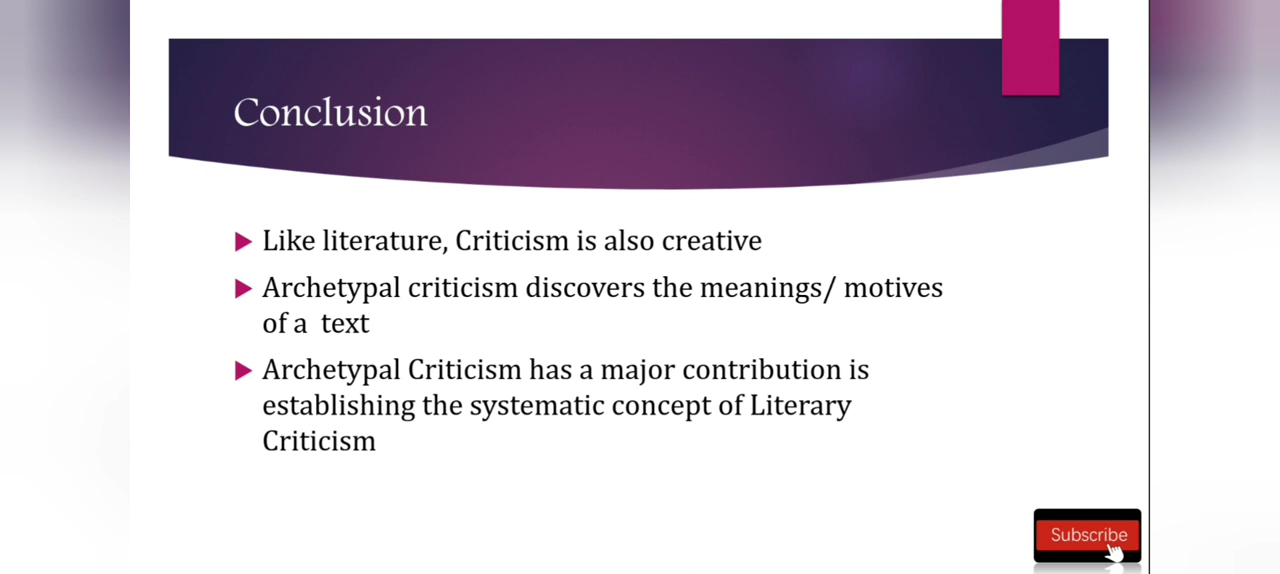 Conclusion
Like literature, Criticism is also creative
Archetypal criticism discovers the meanings/ motives
of a text
Archetypal Criticism has a major contribution is
establishing the systematic concept of Literary
Criticism
Subscribe